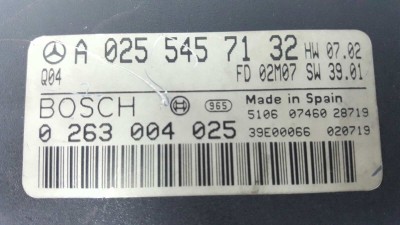 A 025 545 71 32 HW 07.02
Q04 FD 02M07 SW 39.01
BOSCH 965 Made in Spain
5106 07460 28719
0 263 004 025 39E00066 020719